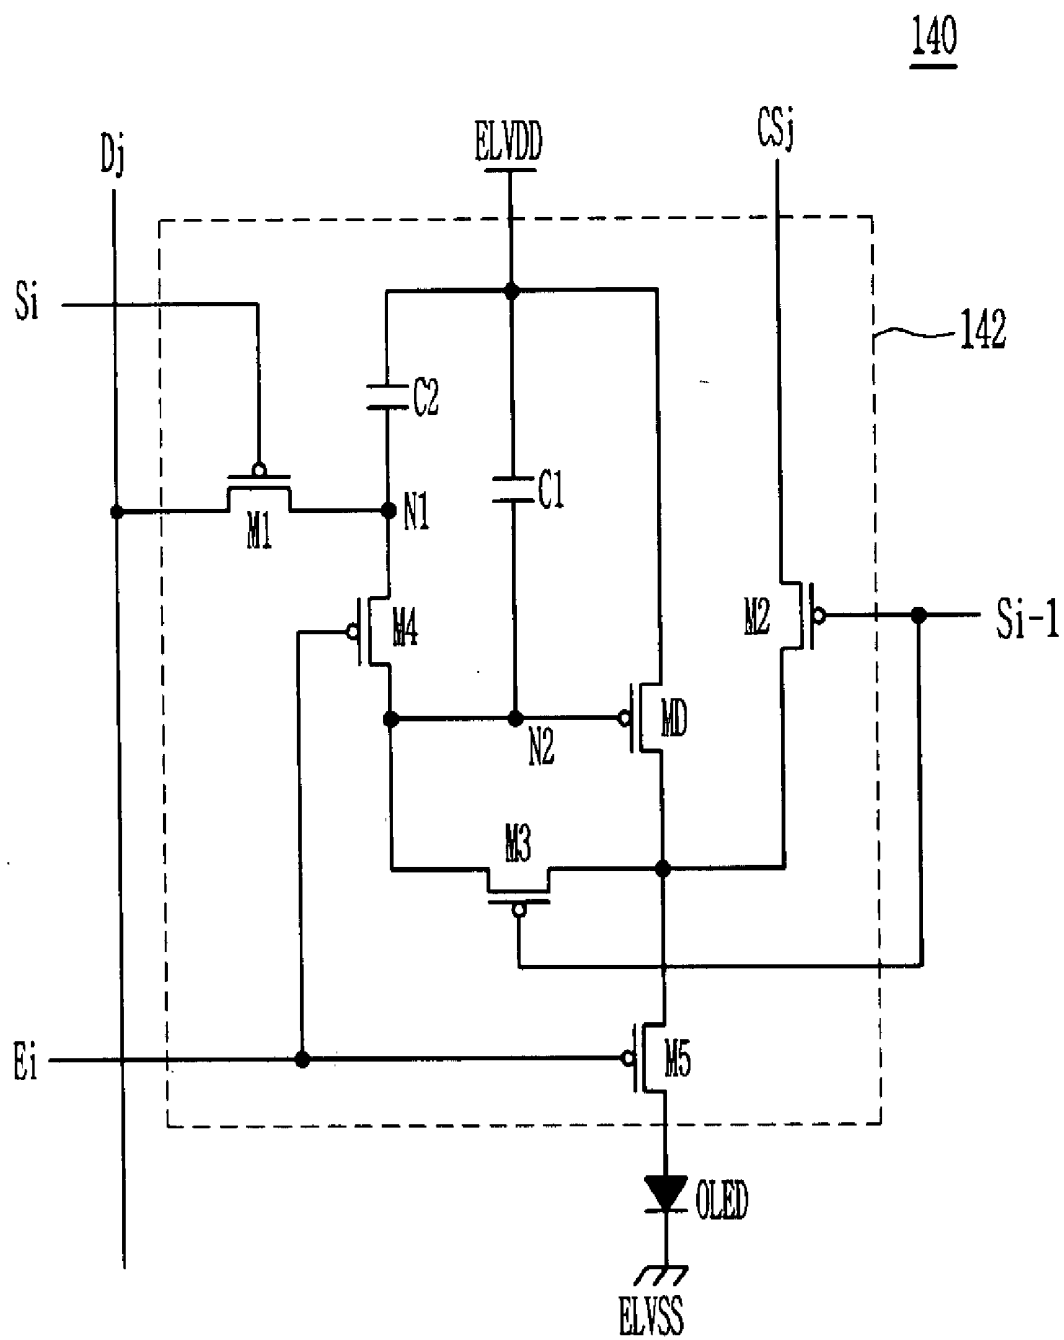 140
Dj
ELVDD
CSj
Si
142
C2
C1
N1
M1
M4
M2
Si-1
MD
N2
M3
Ei
M5
OLED
ELVSS